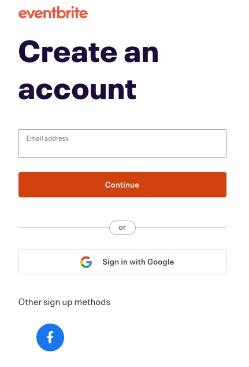 eventbrite
Create an
account
Email address
Continue
or
Sign in with Google
Other sign up methods